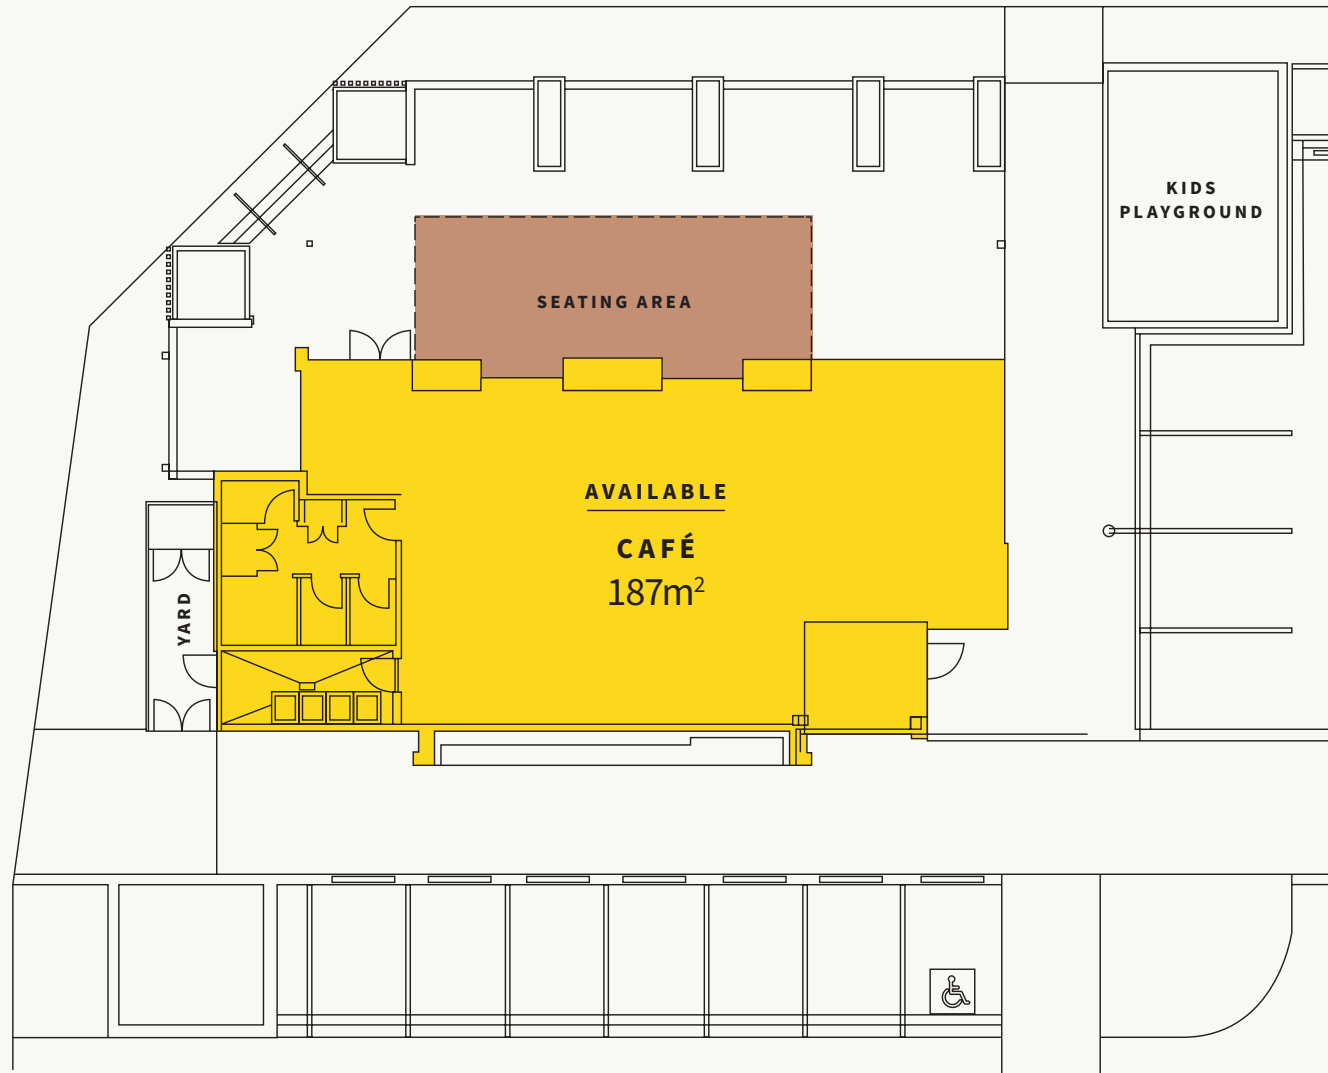 KIDS
PLAYGROUND
SEATING AREA
AVAILABLE
CAFÉ
187m²
YARD